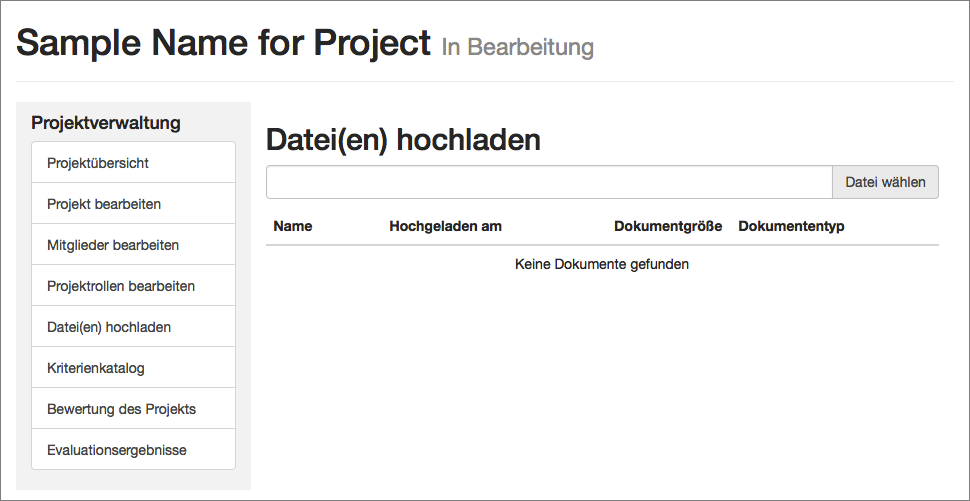 Sample Name for Project In Bearbeitung
Projektverwaltung
Projektübersicht
Projekt bearbeiten
Mitglieder bearbeiten
Projektrollen bearbeiten
Datei(en) hochladen
Kriterienkatalog
Bewertung des Projekts
Evaluationsergebnisse
Datei(en) hochladen
Datei wählen
Name Hochgeladen am Dokumentgröße Dokumententyp
Keine Dokumente gefunden